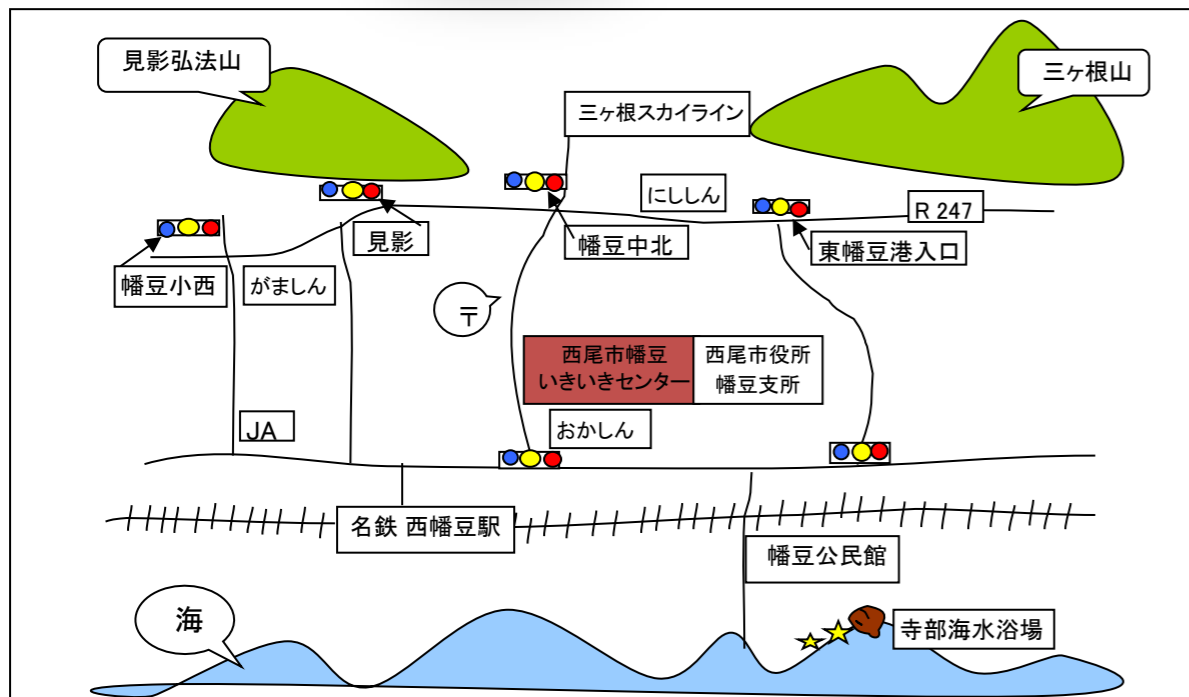 見影弘法山
三ヶ根山
三ヶ根スカイライン
にししん
R 247
見影
幡豆中北
東幡豆港入口
幡豆小西
がましん
〒
西尾市幡豆
いきいきセンター
西尾市役所
幡豆支所
JA
おかしん
名鉄 西幡豆駅
幡豆公民館
海
寺部海水浴場